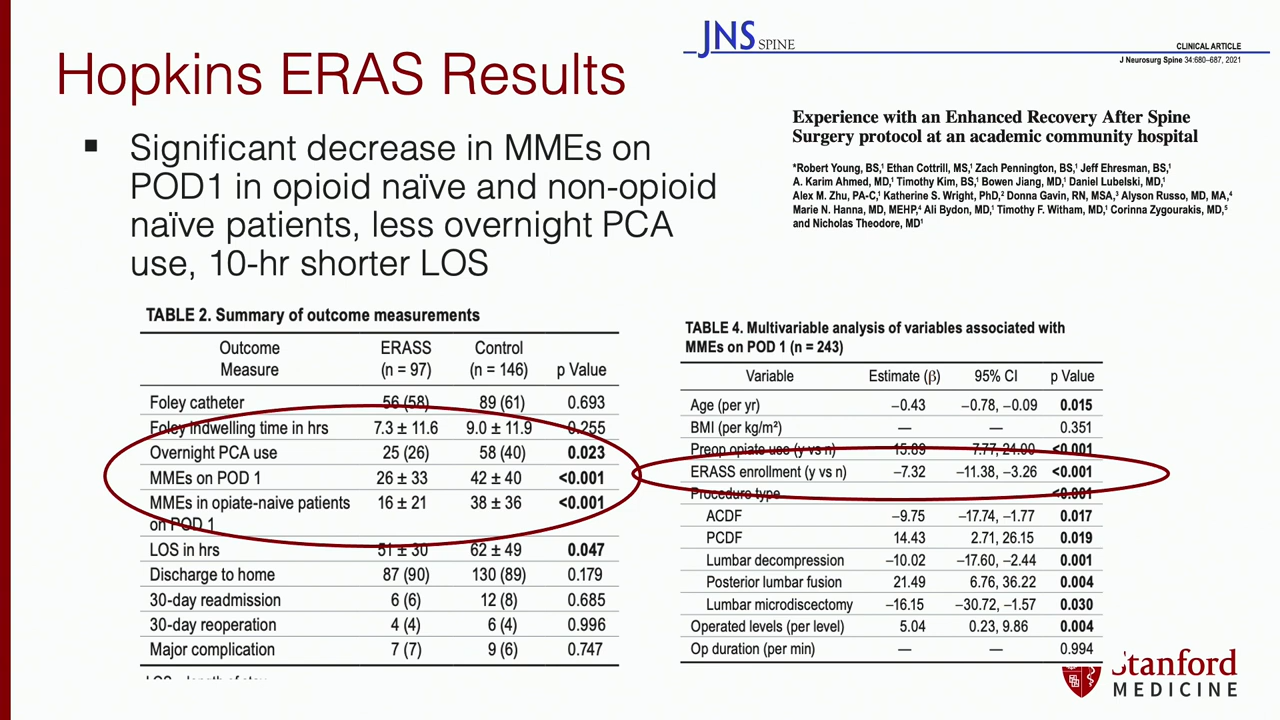 Hopkins ERAS Results
JNS SPINE
CLINICAL ARTICLE
J Neurosurg Spine 34:680–687, 2021
Experience with an Enhanced Recovery After Spine
Surgery protocol at an academic community hospital
*Robert Young, BS,¹ Ethan Cottrill, MS,¹ Zach Pennington, BS,¹ Jeff Ehresman, BS,¹
A. Karim Ahmed, MD,¹ Timothy Kim, BS,¹ Bowen Jiang, MD,¹ Daniel Lubelski, MD,¹
Alex M. Zhu, PA-C,¹ Katherine S. Wright, PhD,² Donna Gavin, RN, MSA,³ Alyson Russo, MD, MA,⁴
Marie N. Hanna, MD, MEHP,⁴ Ali Bydon, MD,¹ Timothy F. Witham, MD,¹ Corinna Zygourakis, MD,⁵
and Nicholas Theodore, MD¹
▪ Significant decrease in MMEs on
POD1 in opioid naïve and non-opioid
naïve patients, less overnight PCA
use, 10-hr shorter LOS
TABLE 2. Summary of outcome measurements
Outcome ERASS Control
Measure (n = 97) (n = 146) p Value
Foley catheter 56 (58) 89 (61) 0.693
Foley indwelling time in hrs 7.3 ± 11.6 9.0 ± 11.9 0.255
Overnight PCA use 25 (26) 58 (40) 0.023
MMEs on POD 1 26 ± 33 42 ± 40 <0.001
MMEs in opiate-naive patients 16 ± 21 38 ± 36 <0.001
on POD 1
LOS in hrs 51 ± 30 62 ± 49 0.047
Discharge to home 87 (90) 130 (89) 0.179
30-day readmission 6 (6) 12 (8) 0.685
30-day reoperation 4 (4) 6 (4) 0.996
Major complication 7 (7) 9 (6) 0.747
TABLE 4. Multivariable analysis of variables associated with
MMEs on POD 1 (n = 243)
Variable Estimate (β) 95% CI p Value
Age (per yr) −0.43 −0.78, −0.09 0.015
BMI (per kg/m²) — — 0.351
Preop opiate use (y vs n) 15.89 7.77, 24.00 <0.001
ERASS enrollment (y vs n) −7.32 −11.38, −3.26 <0.001
Procedure type <0.001
ACDF −9.75 −17.74, −1.77 0.017
PCDF 14.43 2.71, 26.15 0.019
Lumbar decompression −10.02 −17.60, −2.44 0.001
Posterior lumbar fusion 21.49 6.76, 36.22 0.004
Lumbar microdiscectomy −16.15 −30.72, −1.57 0.030
Operated levels (per level) 5.04 0.23, 9.86 0.004
Op duration (per min) — — 0.994
Stanford
MEDICINE